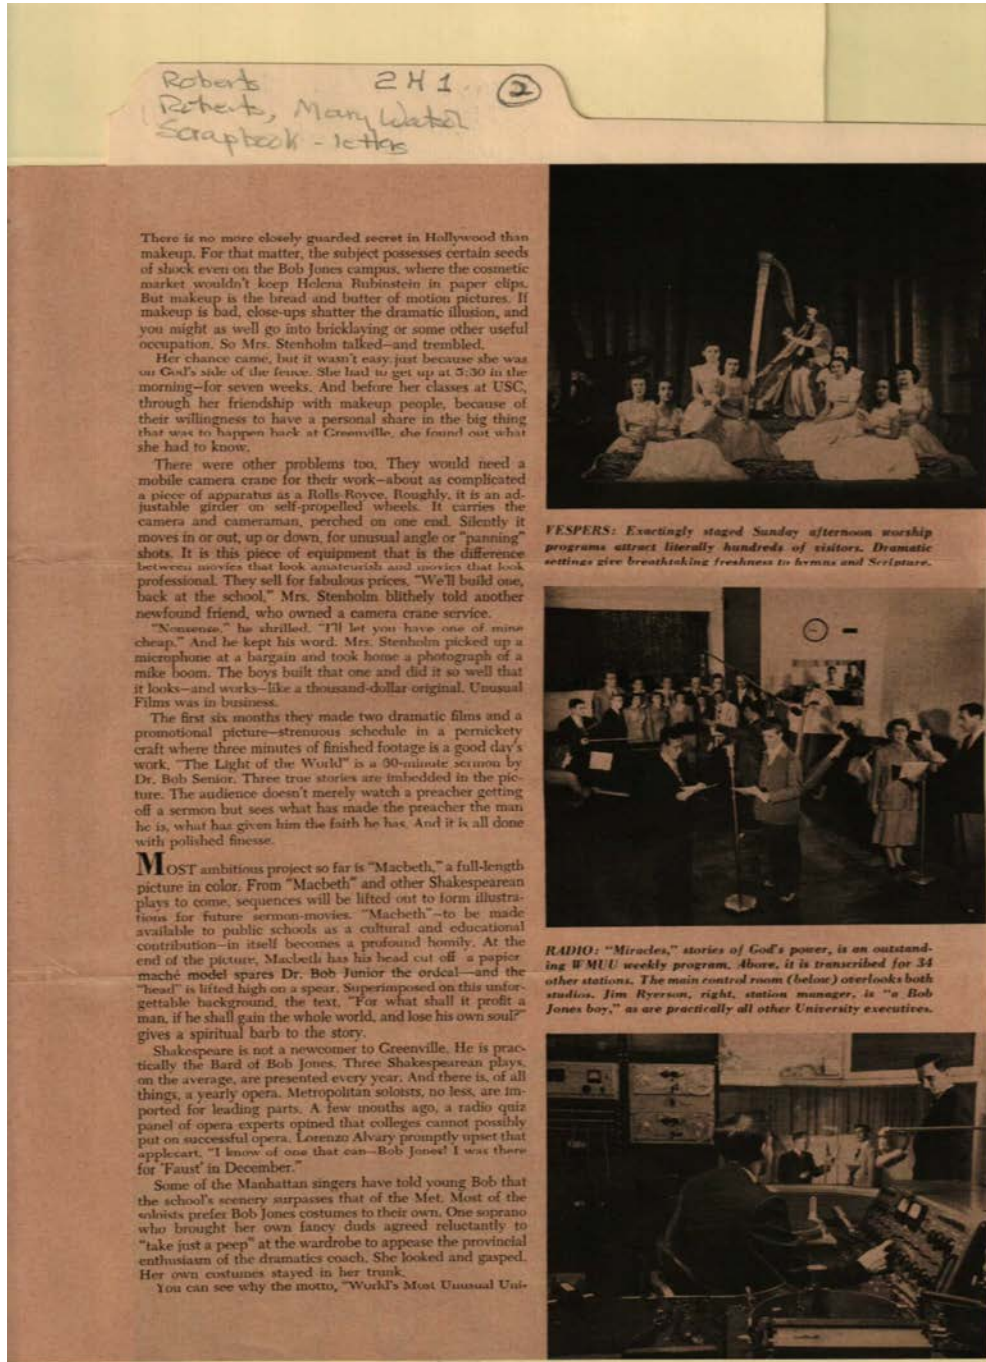 Roberts 2H1 2
Roberts, Mary Watson
Scrapbook - letters
There is no more closely guarded secret in Hollywood than
makeup. For that matter, the subject possesses certain seeds
of shock even on the Bob Jones campus, where the cosmetic
market wouldn't keep Helena Rubinstein in paper clips.
But makeup is the bread and butter of motion pictures. If
makeup is bad, close-ups shatter the dramatic illusion, and
you might as well go into bricklaying or some other useful
occupation. So Mrs. Stenholm talked—and trembled.
Her chance came, but it wasn't easy just because she was
on God's side of the fence. She had to get up at 5:30 in the
morning—for seven weeks. And before her classes at USC,
through her friendship with makeup people, because of
their willingness to have a personal share in the big thing
that was to happen back at Greenville, she found out what
she had to know.
There were other problems too. They would need a
mobile camera crane for their work—about as complicated
a piece of apparatus as a Rolls-Royce. Roughly, it is an ad-
justable girder on self-propelled wheels. It carries the
camera and cameraman, perched on one end. Silently it
moves in or out, up or down, for unusual angle or "panning"
shots. It is this piece of equipment that is the difference
between movies that look amateurish and movies that look
professional. They sell for fabulous prices. "We'll build one,
back at the school," Mrs. Stenholm blithely told another
newfound friend, who owned a camera crane service.
"Nonsense," he shrilled. "I'll let you have one of mine
cheap." And he kept his word. Mrs. Stenholm picked up a
microphone at a bargain and took home a photograph of a
mike boom. The boys built that one and did it so well that
it looks—and works—like a thousand-dollar original. Unusual
Films was in business.
The first six months they made two dramatic films and a
promotional picture—strenuous schedule in a pernickety
craft where three minutes of finished footage is a good day's
work. "The Light of the World" is a 60-minute sermon by
Dr. Bob Senior. Three true stories are imbedded in the pic-
ture. The audience doesn't merely watch a preacher getting
off a sermon but sees what has made the preacher the man
he is, what has given him the faith he has. And it is all done
with polished finesse.
MOST ambitious project so far is "Macbeth," a full-length
picture in color. From "Macbeth" and other Shakespearean
plays to come, sequences will be lifted out to form illustra-
tions for future sermon-movies. "Macbeth"—to be made
available to public schools as a cultural and educational
contribution—in itself becomes a profound homily. At the
end of the picture, Macbeth has his head cut off—a papier
maché model spares Dr. Bob Junior the ordeal—and the
"head" is lifted high on a spear. Superimposed on this unfor-
gettable background, the text, "For what shall it profit a
man, if he shall gain the whole world, and lose his own soul?"
gives a spiritual barb to the story.
Shakespeare is not a newcomer to Greenville. He is prac-
tically the Bard of Bob Jones. Three Shakespearean plays,
on the average, are presented every year. And there is, of all
things, a yearly opera. Metropolitan soloists, no less, are im-
ported for leading parts. A few months ago, a radio quiz
panel of opera experts opined that colleges cannot possibly
put on successful opera. Lorenzo Alvary promptly upset that
applecart. "I know of one that can—Bob Jones! I was there
for 'Faust' in December."
Some of the Manhattan singers have told young Bob that
the school's scenery surpasses that of the Met. Most of the
soloists prefer Bob Jones costumes to their own. One soprano
who brought her own fancy duds agreed reluctantly to
"take just a peep" at the wardrobe to appease the provincial
enthusiasm of the dramatics coach. She looked and gasped.
Her own costumes stayed in her trunk.
You can see why the motto, "World's Most Unusual Uni-
VESPERS: Exactingly staged Sunday afternoon worship
programs attract literally hundreds of visitors. Dramatic
settings give breathtaking freshness to hymns and Scripture.
RADIO: "Miracles," stories of God's power, is an outstand-
ing WMUU weekly program. Above, it is transcribed for 34
other stations. The main control room (below) overlooks both
studios. Jim Ryerson, right, station manager, is "a Bob
Jones boy," as are practically all other University executives.